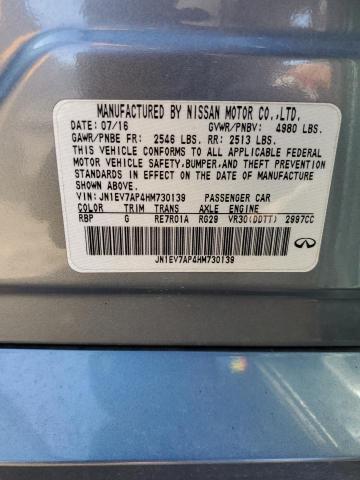 MANUFACTURED BY NISSAN MOTOR CO.,LTD.
DATE: 07/16 GVWR/PNBV: 4980 LBS.
GAWR/PNBE FR: 2546 LBS. RR: 2513 LBS.
THIS VEHICLE CONFORMS TO ALL APPLICABLE FEDERAL
MOTOR VEHICLE SAFETY,BUMPER,AND THEFT PREVENTION
STANDARDS IN EFFECT ON THE DATE OF MANUFACTURE
SHOWN ABOVE.
VIN: JN1EV7AP4HM730139 PASSENGER CAR
COLOR TRIM TRANS AXLE ENGINE
RBP G RE7R01A RG29 VR30(DDTT) 2997CC
JN1EV7AP4HM730139